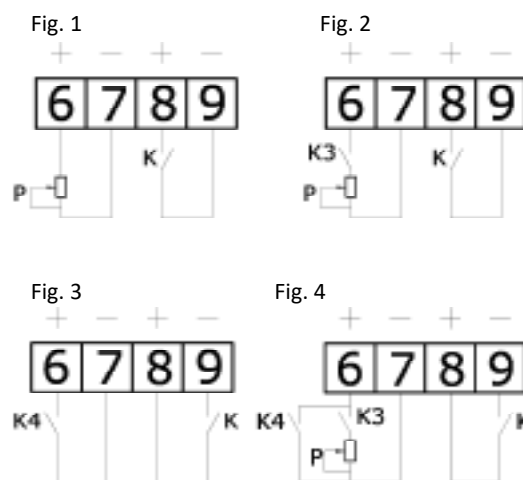 Fig. 1
+ − + −
6 7 8 9
K
P
Fig. 2
+ − + −
6 7 8 9
K3
K
P
Fig. 3
+ − + −
6 7 8 9
K4 K
Fig. 4
+ − + −
6 7 8 9
K4 K3 K
P